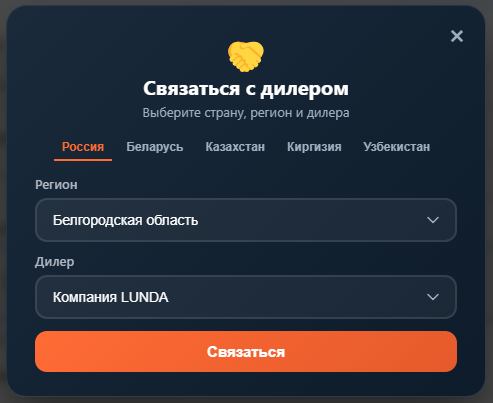 Связаться с дилером
Выберите страну, регион и дилера
Россия Беларусь Казахстан Киргизия Узбекистан
Регион
Белгородская область
Дилер
Компания LUNDA
Связаться